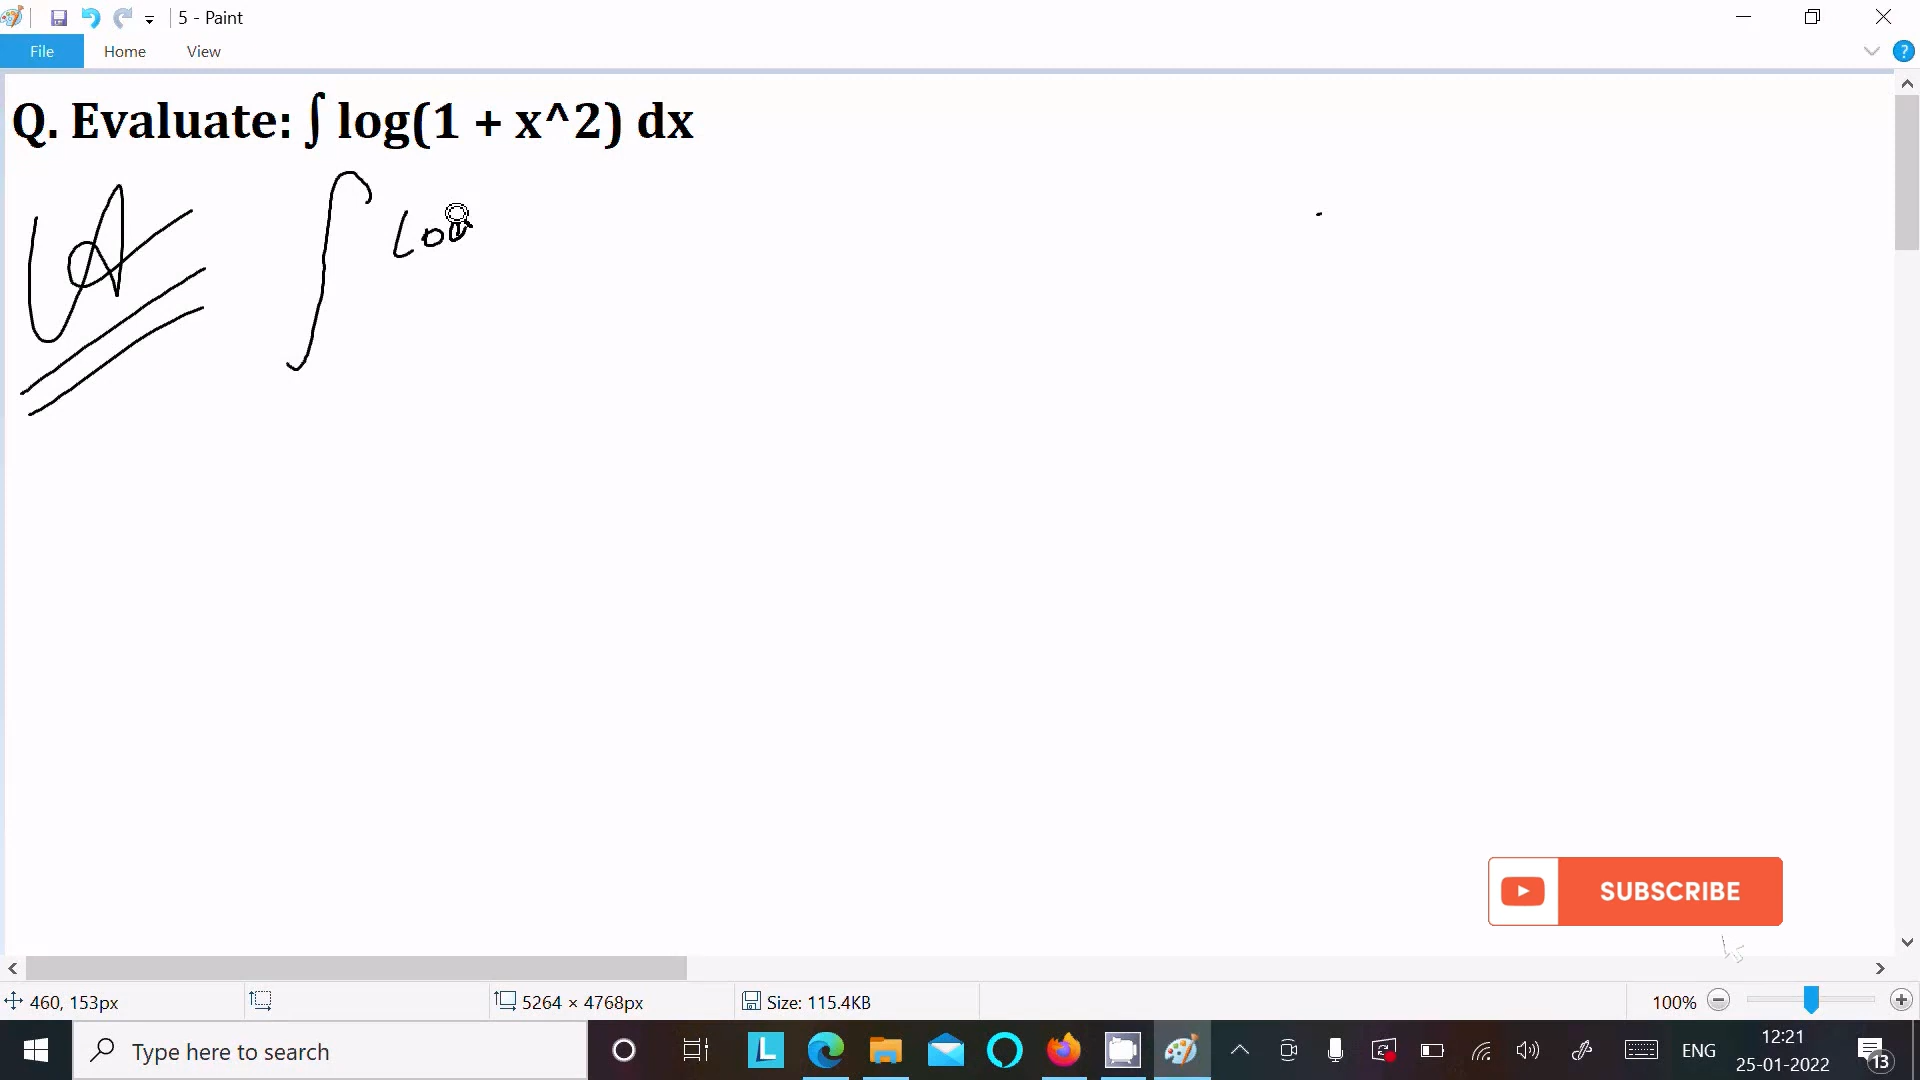 5 - Paint
File Home View
Q. Evaluate: ∫ log(1 + x^2) dx
∫ Log
SUBSCRIBE
460, 153px 5264 × 4768px Size: 115.4KB 100%
Type here to search
L
ENG
12:21
25-01-2022
13